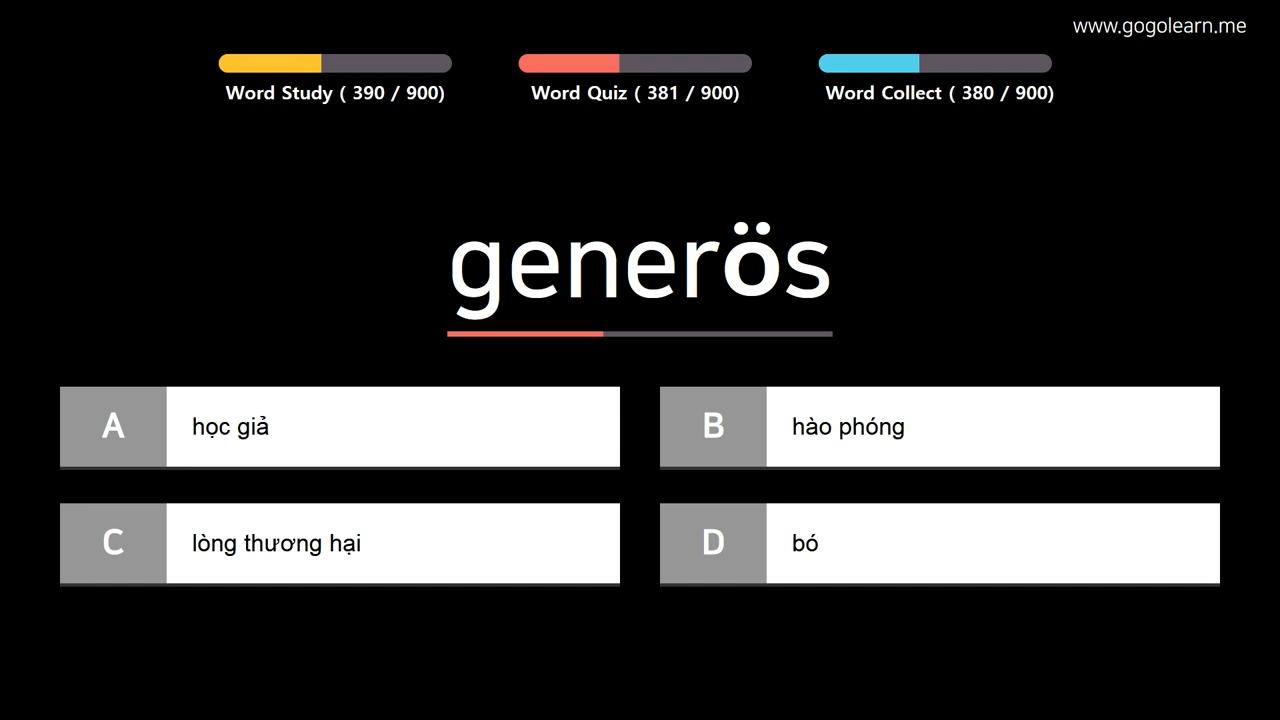 www.gogolearn.me
Word Study ( 390 / 900)
Word Quiz ( 381 / 900)
Word Collect ( 380 / 900)
generös
A học giả
B hào phóng
C lòng thương hại
D bó